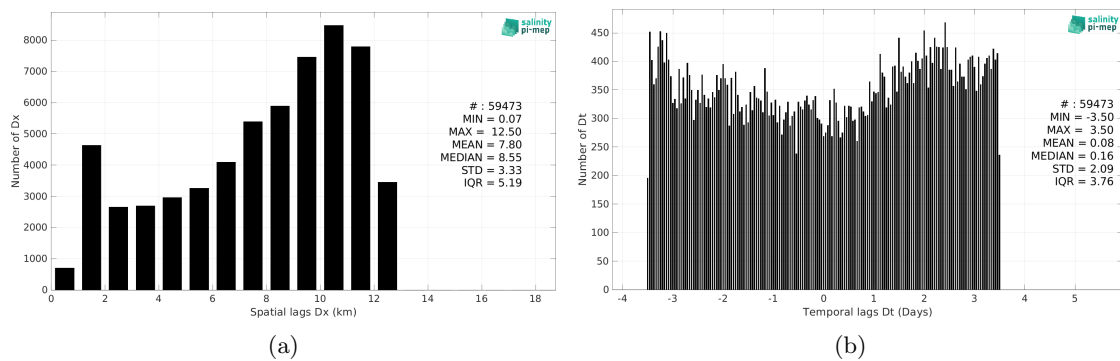 salinity
pi-mep
8000
7000
6000
5000
4000
3000
2000
1000
0
Number of Dx
# : 59473
MIN = 0.07
MAX = 12.50
MEAN = 7.80
MEDIAN = 8.55
STD = 3.33
IQR = 5.19
0 2 4 6 8 10 12 14 16 18
Spatial lags Dx (km)
(a)
salinity
pi-mep
450
400
350
300
250
200
150
100
50
0
Number of Dt
# : 59473
MIN = -3.50
MAX = 3.50
MEAN = 0.08
MEDIAN = 0.16
STD = 2.09
IQR = 3.76
-4 -3 -2 -1 0 1 2 3 4 5
Temporal lags Dt (Days)
(b)